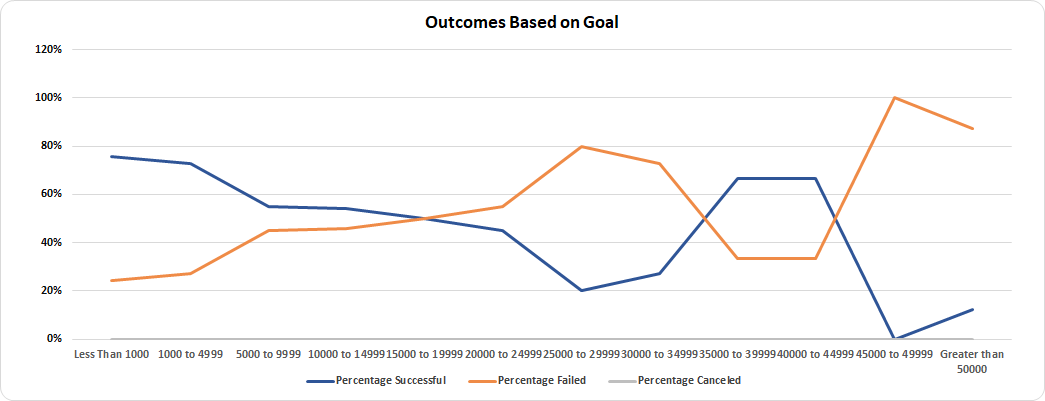 Outcomes Based on Goal
120%
100%
80%
60%
40%
20%
0%
Less Than 1000 1000 to 4999 5000 to 9999 10000 to 14999 15000 to 19999 20000 to 24999 25000 to 29999 30000 to 34999 35000 to 39999 40000 to 44999 45000 to 49999 Greater than
50000
Percentage Successful Percentage Failed Percentage Canceled